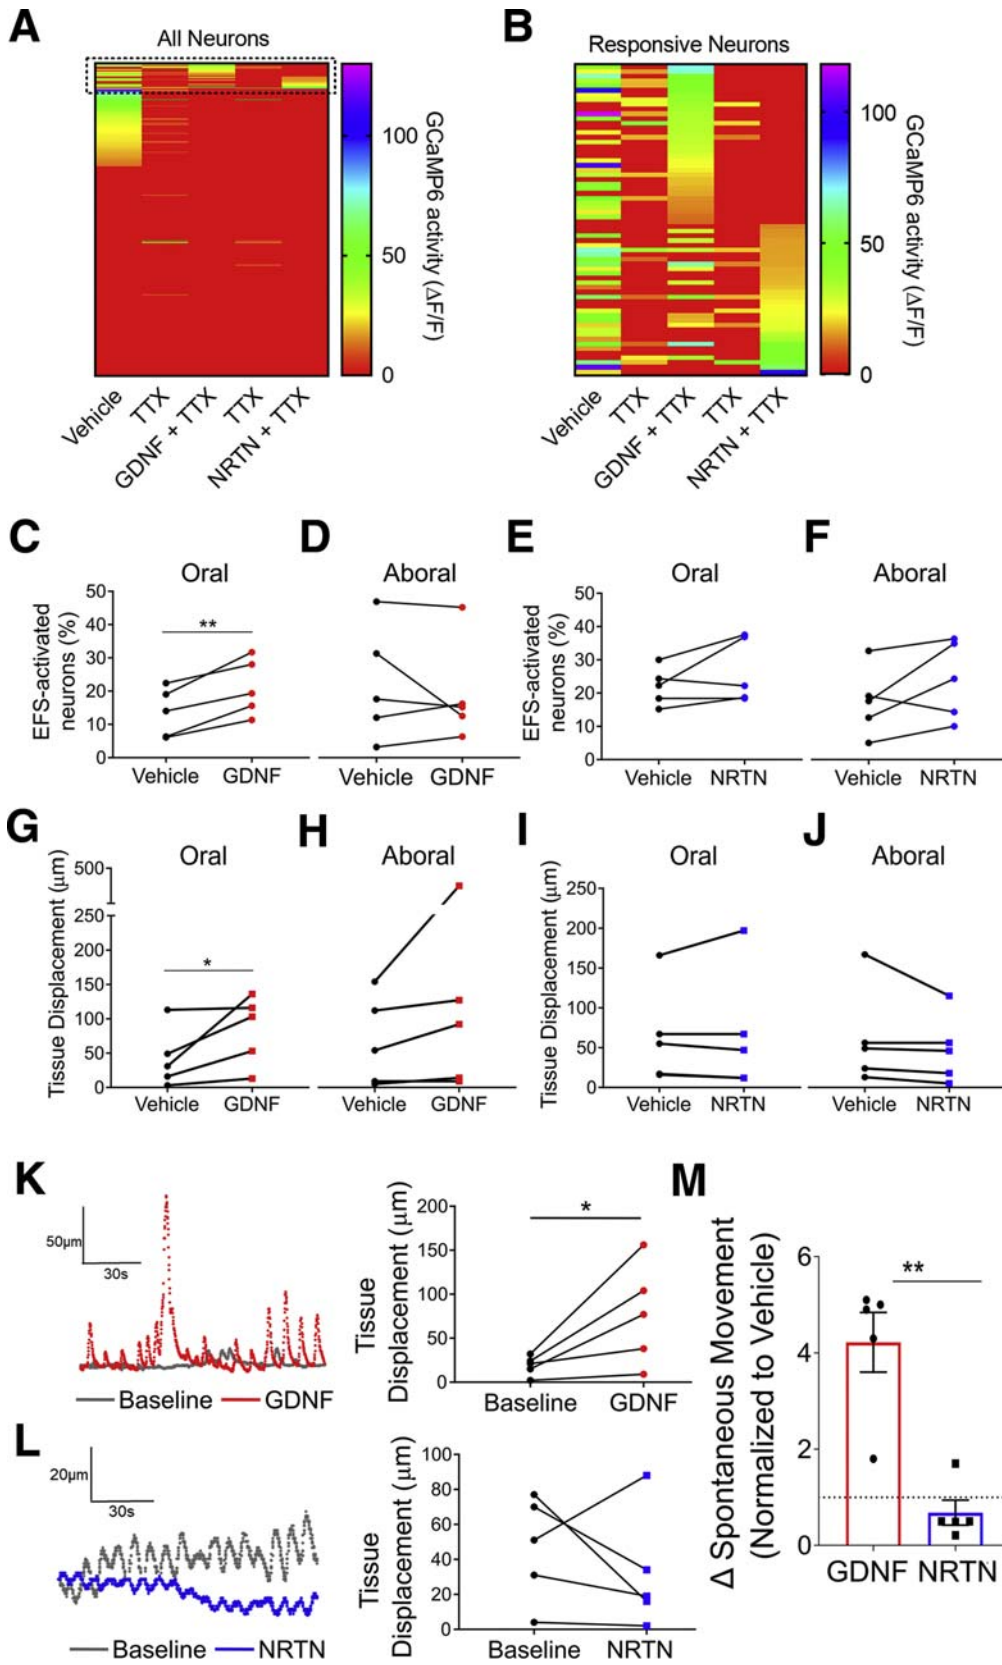 A
All Neurons
100
50
0
GCaMP6 activity (ΔF/F)
Vehicle
TTX
GDNF + TTX
TTX
NRTN + TTX
B
Responsive Neurons
100
50
0
GCaMP6 activity (ΔF/F)
Vehicle
TTX
GDNF + TTX
TTX
NRTN + TTX
C
Oral
EFS-activated
neurons (%)
50
40
30
20
10
0
**
Vehicle
GDNF
D
Aboral
Vehicle
GDNF
E
Oral
EFS-activated
neurons (%)
50
40
30
20
10
0
Vehicle
NRTN
F
Aboral
Vehicle
NRTN
G
Oral
Tissue Displacement (μm)
500
250
200
150
100
50
0
*
Vehicle
GDNF
H
Aboral
Vehicle
GDNF
I
Oral
Tissue Displacement (μm)
250
200
150
100
50
0
Vehicle
NRTN
J
Aboral
Vehicle
NRTN
K
50μm
30s
Baseline
GDNF
Tissue
Displacement (μm)
200
150
100
50
0
*
Baseline
GDNF
L
20μm
30s
Baseline
NRTN
Tissue
Displacement (μm)
100
80
60
40
20
0
Baseline
NRTN
M
Δ Spontaneous Movement
(Normalized to Vehicle)
6
4
2
0
**
GDNF
NRTN